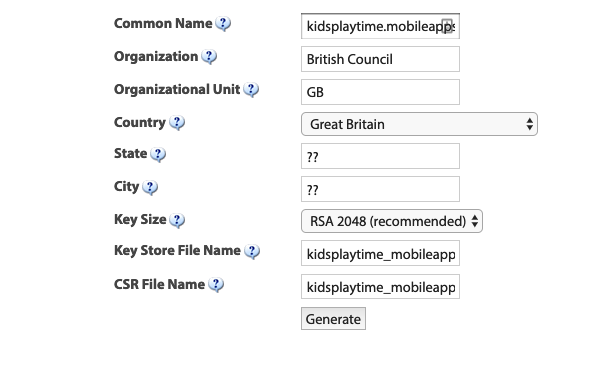 Common Name ? kidsplaytime.mobileapps
Organization ? British Council
Organizational Unit ? GB
Country ? Great Britain
State ? ??
City ? ??
Key Size ? RSA 2048 (recommended)
Key Store File Name ? kidsplaytime_mobileapp
CSR File Name ? kidsplaytime_mobileapp
Generate